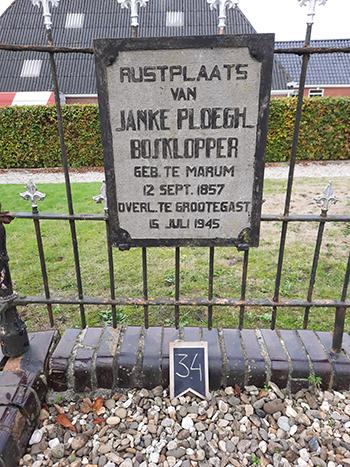 RUSTPLAATS
VAN
JANKE PLOEGH
BOSKLOPPER
GEB. TE MARUM
12 SEPT. 1857
OVERL. TE GROOTEGAST
15 JULI 1945
34